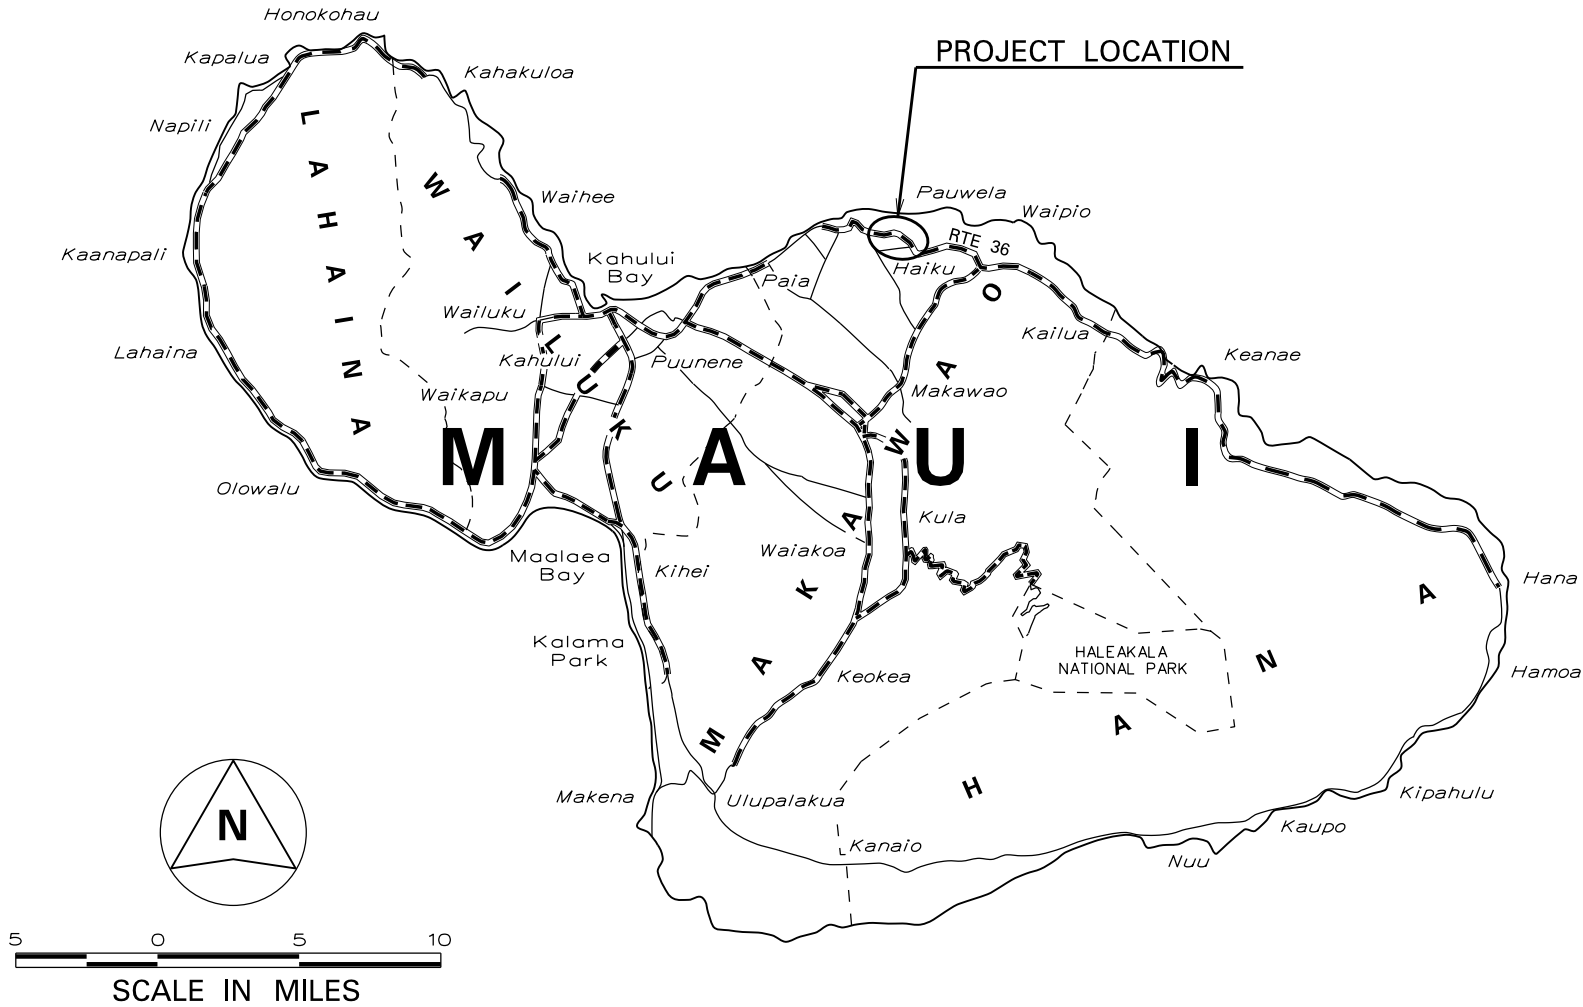 Honokohau
PROJECT LOCATION
Kapalua
Kahakuloa
Napili
LAHAINA
WAILUKU
Waihee
Pauwela
Waipio
RTE 36
Kaanapali
Kahului
Bay
Paia
Haiku
Wailuku
Kailua
Lahaina
Kahului
Puunene
Keanae
Waikapu
Makawao
MAUI
Olowalu
Kula
Maalaea
Bay
Kihei
Waiakoa
Hana
MAKAWAO
Kalama
Park
HALEAKALA
NATIONAL PARK
Keokea
Hamoa
HANA
Makena
Ulupalakua
Kipahulu
Kaupo
Kanaio
Nuu
N
5 0 5 10
SCALE IN MILES